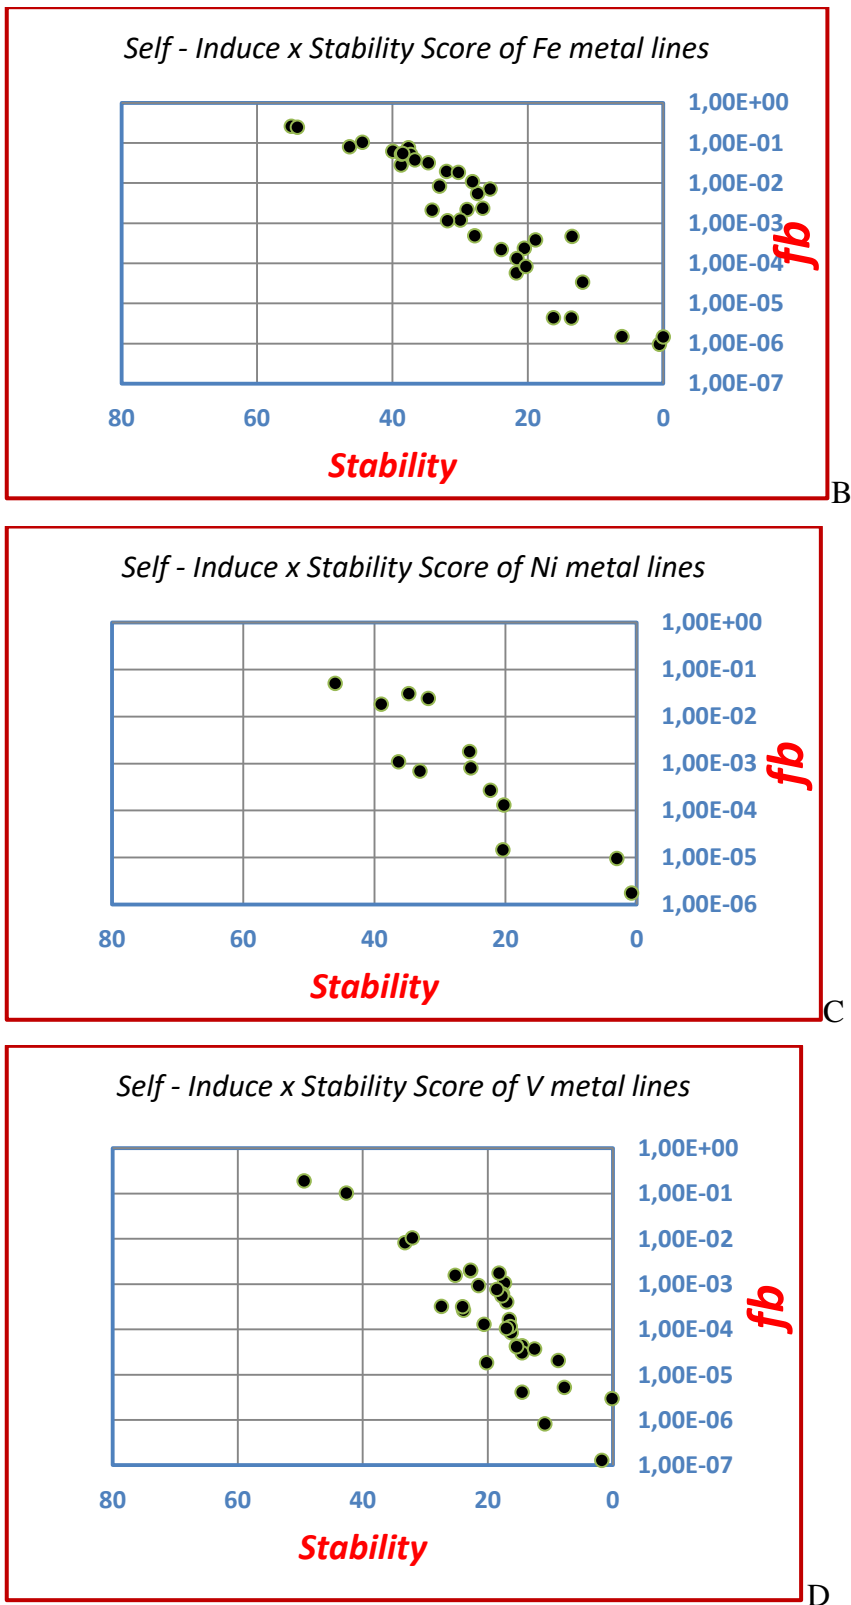 Self - Induce x Stability Score of Fe metal lines
1,00E+00
1,00E-01
1,00E-02
1,00E-03
1,00E-04
1,00E-05
1,00E-06
1,00E-07
fb
80 60 40 20 0
Stability
B
Self - Induce x Stability Score of Ni metal lines
1,00E+00
1,00E-01
1,00E-02
1,00E-03
1,00E-04
1,00E-05
1,00E-06
fb
80 60 40 20 0
Stability
C
Self - Induce x Stability Score of V metal lines
1,00E+00
1,00E-01
1,00E-02
1,00E-03
1,00E-04
1,00E-05
1,00E-06
1,00E-07
fb
80 60 40 20 0
Stability
D